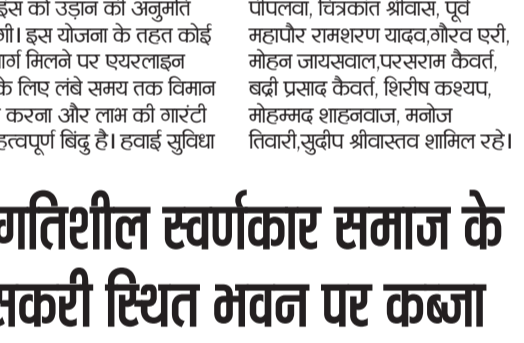 इंस को उड़ान की अनुमति
गी। इस योजना के तहत कोई
मार्ग मिलने पर एयरलाइन
के लिए लंबे समय तक विमान
करना और लाभ की गारंटी
हत्वपूर्ण बिंदु है। हवाई सुविधा
पीपलवा, चित्रकांत श्रीवास, पूर्व
महापौर रामशरण यादव,गौरव एरी,
मोहन जायसवाल,परसराम कैवर्त,
बद्री प्रसाद कैवर्त, शिरीष कश्यप,
मोहम्मद शाहनवाज, मनोज
तिवारी,सुदीप श्रीवास्तव शामिल रहे।
गतिशील स्वर्णकार समाज के
सकरी स्थित भवन पर कब्जा